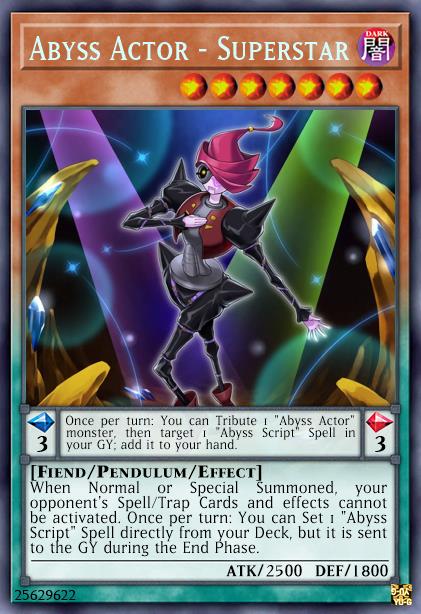 ABYSS ACTOR - SUPERSTAR
DARK
闇
Once per turn: You can Tribute 1 "Abyss Actor"
monster, then target 1 "Abyss Script" Spell in
your GY; add it to your hand.
3
3
[FIEND/PENDULUM/EFFECT]
When Normal or Special Summoned, your
opponent's Spell/Trap Cards and effects cannot
be activated. Once per turn: You can Set 1 "Abyss
Script" Spell directly from your Deck, but it is sent
to the GY during the End Phase.
ATK/2500 DEF/1800
25629622